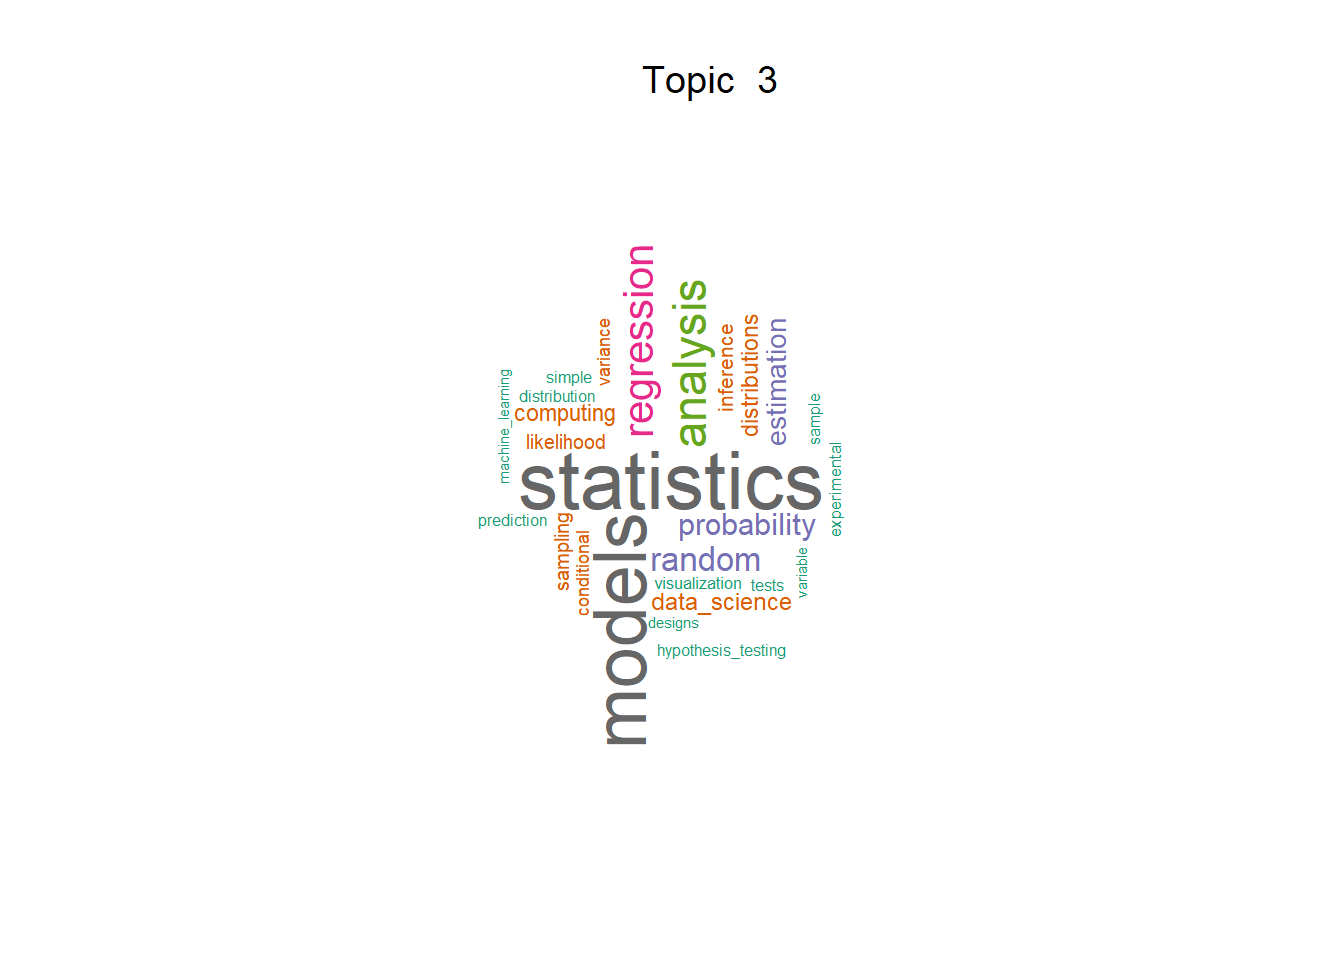 Topic 3
regression
analysis
variance
inference
distributions
estimation
simple
distribution
computing
machine_learning
likelihood
sample
statistics
experimental
prediction
sampling
conditional
models
probability
random
visualization
tests
variable
data_science
designs
hypothesis_testing